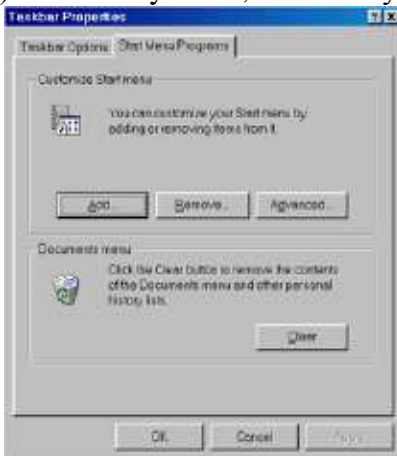 Taskbar Properties
Taskbar Options Start Menu Programs
Customize Start menu
You can customize your Start menu by
adding or removing items from it.
Add... Remove... Advanced...
Documents menu
Click the Clear button to remove the contents
of the Documents menu and other personal
history lists.
Clear
OK Cancel Apply